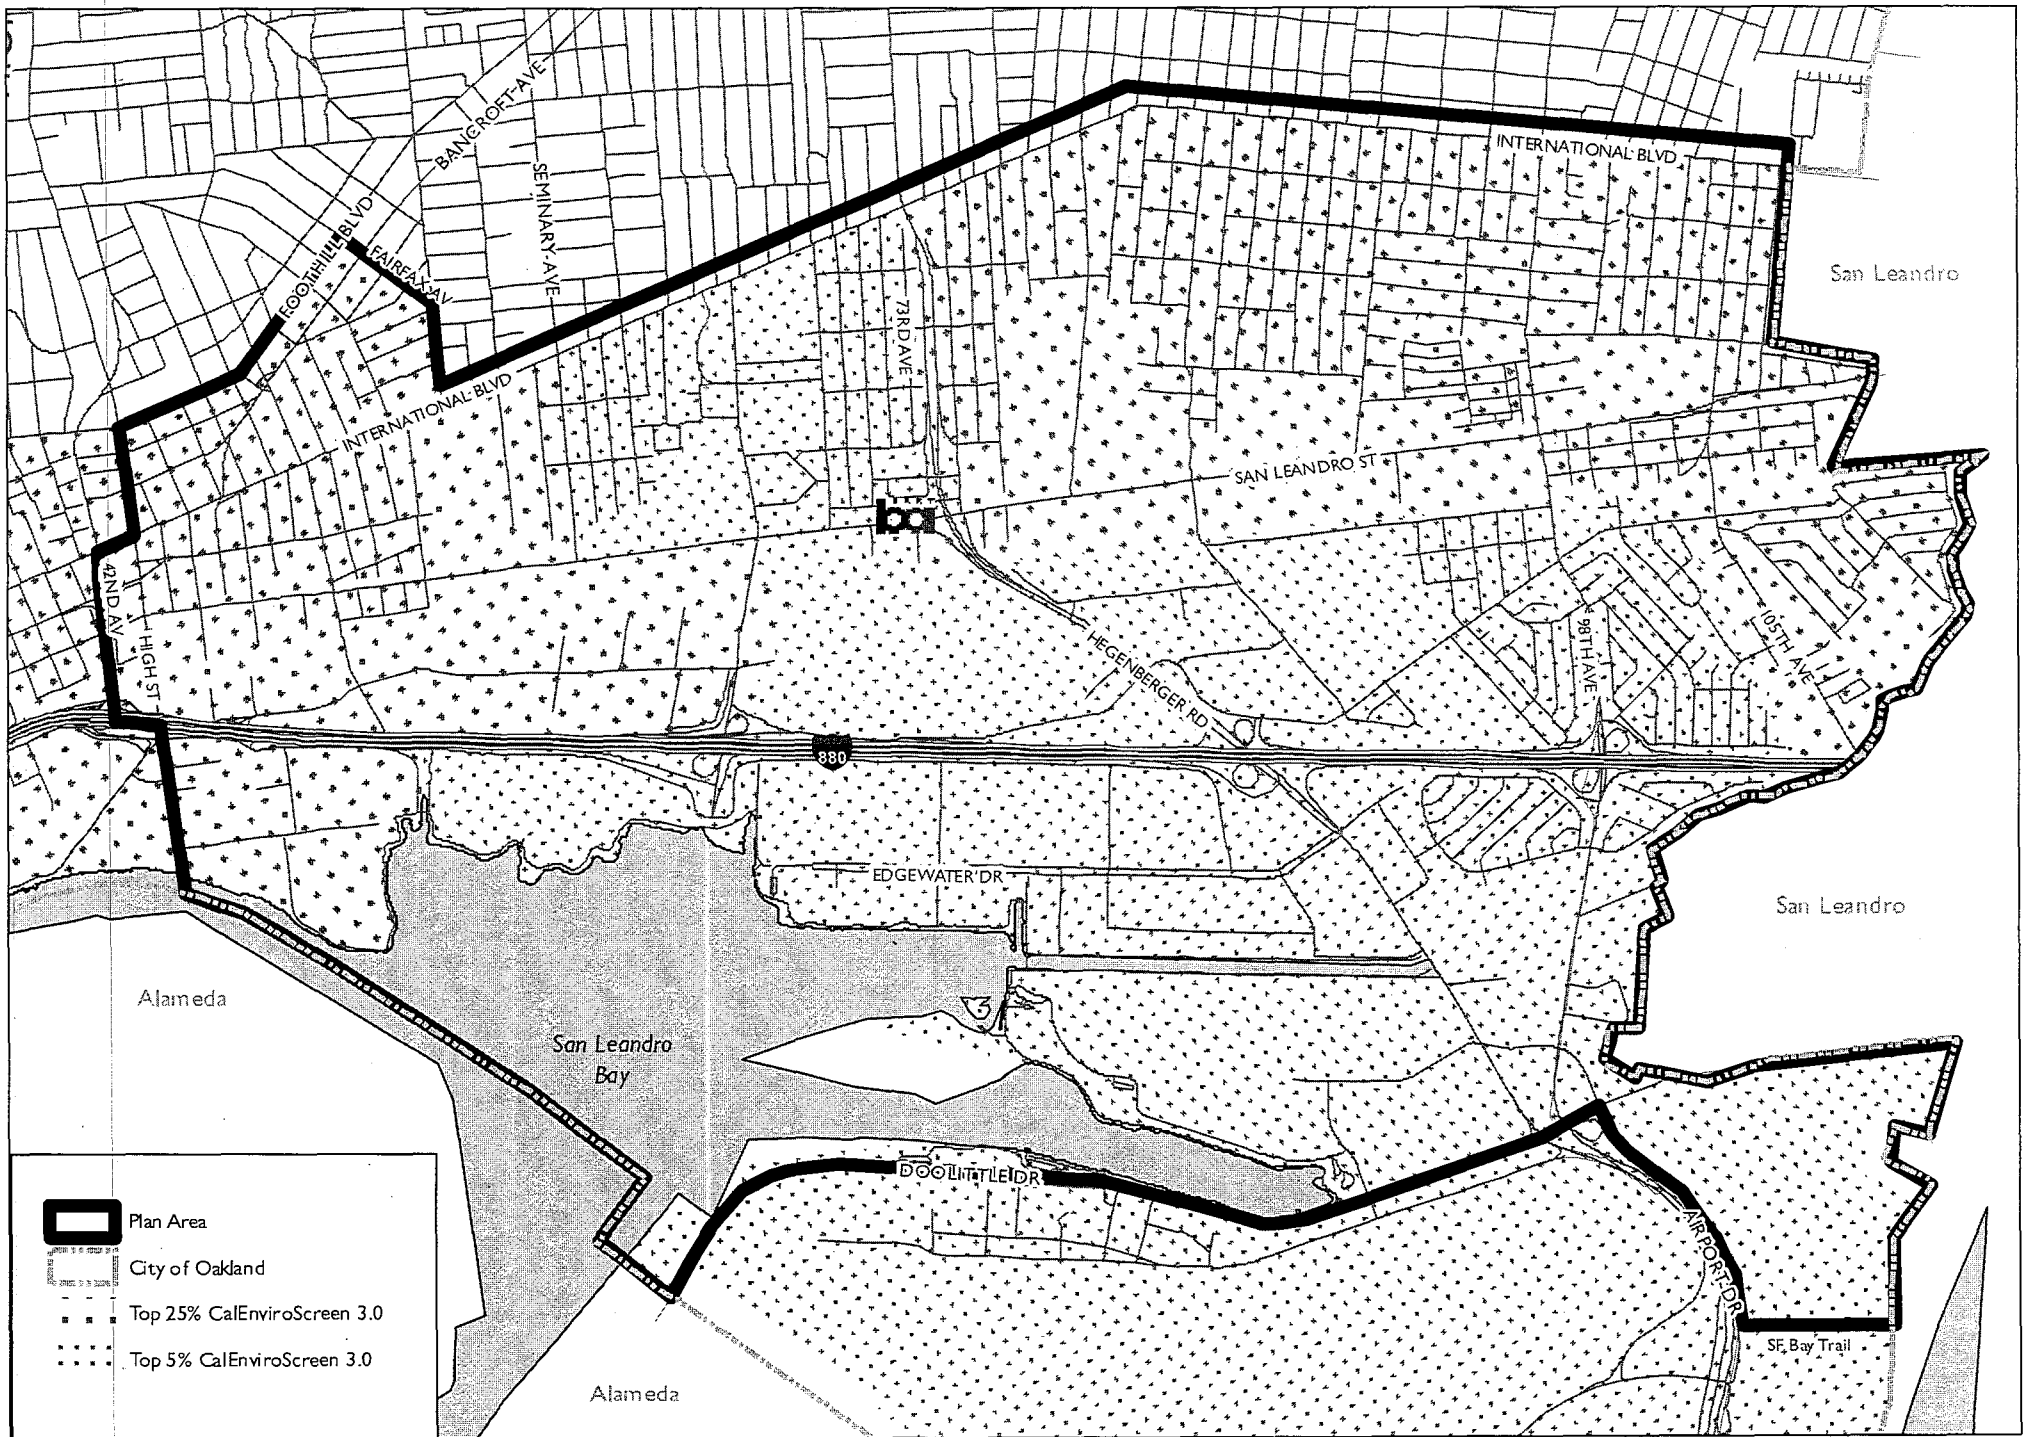 BANCROFT AVE
SEMINARY AVE
INTERNATIONAL BLVD
FOOTHILL BLVD
FAIRFAX AV
San Leandro
73RD AVE
INTERNATIONAL BLVD
SAN LEANDRO ST
ba
42ND AV
HIGH ST
HEGENBERGER RD
98TH AVE
105TH AVE
880
EDGEWATER DR
San Leandro
Alameda
San Leandro
Bay
DOOLITTLE DR
AIRPORT DR
SF Bay Trail
Alameda
Plan Area
City of Oakland
Top 25% CalEnviroScreen 3.0
Top 5% CalEnviroScreen 3.0